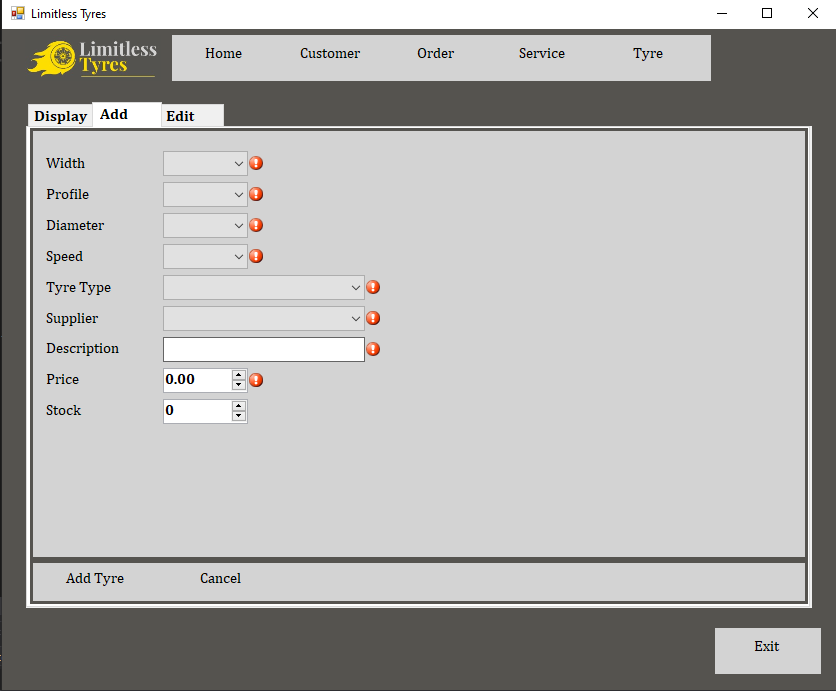 Limitless Tyres
Limitless
Tyres
Home Customer Order Service Tyre
Display Add Edit
Width
Profile
Diameter
Speed
Tyre Type
Supplier
Description
Price 0.00
Stock 0
Add Tyre Cancel
Exit